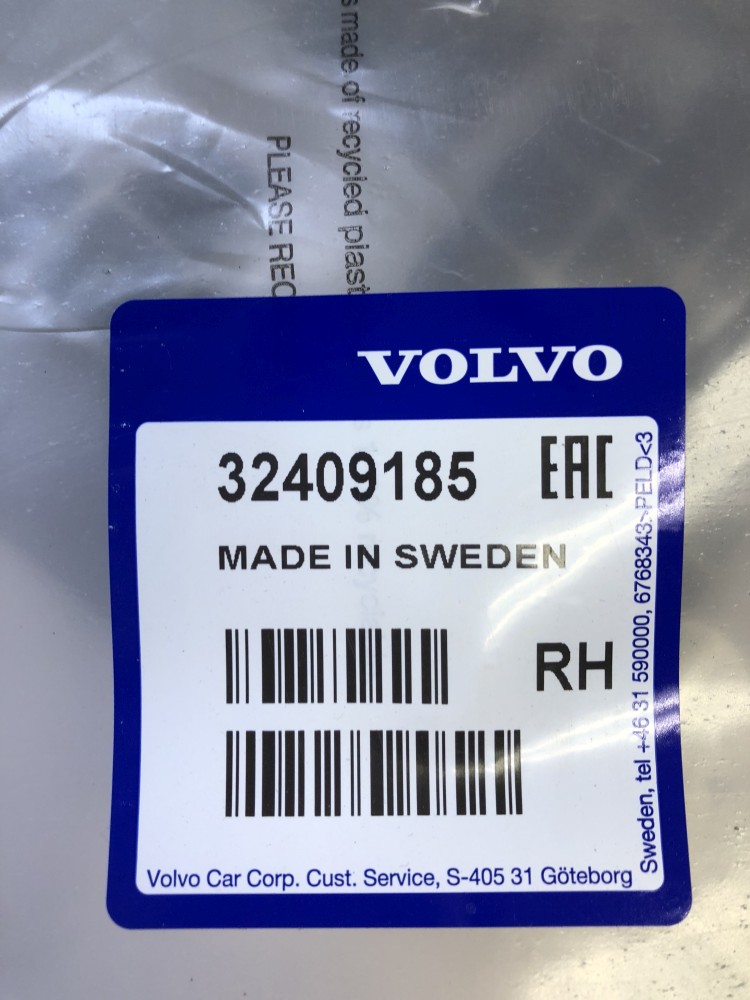 s made of recycled plast
PLEASE REC
VOLVO
32409185
EAC
MADE IN SWEDEN
RH
Volvo Car Corp. Cust. Service, S-405 31 Göteborg
Sweden, tel +46 31 590000, 6768343 >PELD<3